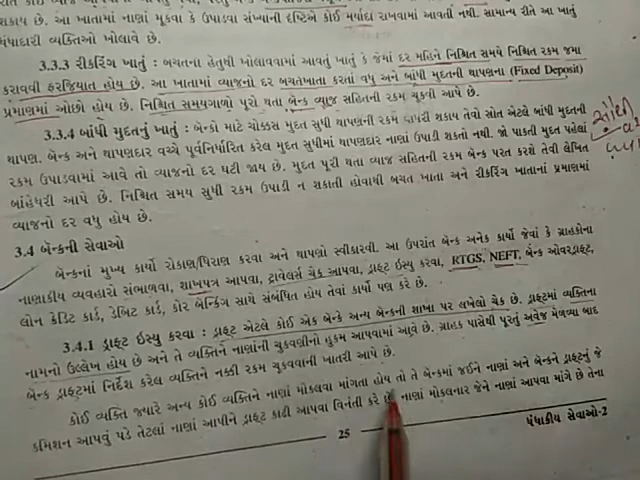 શકાય છે. આ ખાતામાં નાણાં મૂકવા કે ઉપાડવા સંખ્યાની દૃષ્ટિએ કોઈ મર્યાદા રાખવામાં આવતી નથી. સામાન્ય રીતે આ ખાતું
ધંધાદારી વ્યક્તિઓ ખોલાવે છે.
3.3.3 રીકરિંગ ખાતું : બચતના હેતુથી ખોલાવવામાં આવતું ખાતું કે જેમાં દર મહિને નિશ્ચિત સમયે નિશ્ચિત રકમ જમા
કરાવવી ફરજિયાત હોય છે. આ ખાતામાં વ્યાજનો દર બચતખાતા કરતાં વધુ અને બાંધી મુદતની થાપણના (Fixed Deposit)
પ્રમાણમાં ઓછો હોય છે. નિશ્ચિત સમયગાળો પૂરો થતા બેન્ક વ્યાજ સહિતની રકમ ચૂકવી આપે છે.
3.3.4 બાંધી મુદતનું ખાતું : બેન્કો માટે ચોક્કસ મુદત સુધી થાપણની રકમ વાપરી શકાય તેવો સ્રોત એટલે બાંધી મુદતની
થાપણ. બેન્ક અને થાપણદાર વચ્ચે પૂર્વનિર્ધારિત કરેલ મુદત સુધીમાં થાપણદાર નાણાં ઉપાડી શકતો નથી. જો પાકતી મુદત પહેલાં
રકમ ઉપાડવામાં આવે તો વ્યાજનો દર ઘટી જાય છે. મુદત પૂરી થતા વ્યાજ સહિતની રકમ બેન્ક પરત કરશે તેવી લેખિત
બાંહેધરી આપે છે. નિશ્ચિત સમય સુધી રકમ ઉપાડી ન શકાતી હોવાથી બચત ખાતા અને રીકરિંગ ખાતાનાં પ્રમાણમાં
વ્યાજનો દર વધુ હોય છે.
3.4 બેન્કની સેવાઓ
બેન્કનાં મુખ્ય કાર્યો રોકાણ/ધિરાણ કરવા અને થાપણો સ્વીકારવી. આ ઉપરાંત બેન્ક અનેક કાર્યો જેવાં કે ગ્રાહકોના
નાણાકીય વ્યવહારો સંભાળવા, શાખપત્ર આપવા, ટ્રાવેલર્સ ચેક આપવા, ડ્રાફ્ટ ઇસ્યુ કરવા, RTGS, NEFT, બેન્ક ઓવરડ્રાફ્ટ,
લોન ક્રેડિટ કાર્ડ, ડેબિટ કાર્ડ, કોર બેન્કિંગ સાથે સંબંધિત હોય તેવાં કાર્યો પણ કરે છે.
3.4.1 ડ્રાફ્ટ ઇસ્યુ કરવા : ડ્રાફ્ટ એટલે કોઈ એક બેન્કે અન્ય બેન્કની શાખા પર લખેલો ચેક છે. ડ્રાફ્ટમાં વ્યક્તિના
નામનો ઉલ્લેખ હોય છે અને તે વ્યક્તિને નાણાંની ચુકવણીનો હુકમ આપવામાં આવે છે. ગ્રાહક પાસેથી પૂરતું અવેજ મેળવ્યા બાદ
બેન્ક ડ્રાફ્ટમાં નિર્દેશ કરેલ વ્યક્તિને નક્કી રકમ ચૂકવવાની ખાતરી આપે છે.
કોઈ વ્યક્તિ જ્યારે અન્ય કોઈ વ્યક્તિને નાણાં મોકલવા માંગતા હોય તો તે બેન્કમાં જઈને નાણાં અને બેન્કને ડ્રાફ્ટનું જે
કમિશન આપવું પડે તેટલાં નાણાં આપીને ડ્રાફ્ટ કાઢી આપવા વિનંતી કરે છે. નાણાં મોકલનાર જેને નાણાં આપવા માંગે છે તેના
25
ધંધાકીય સેવાઓ-2